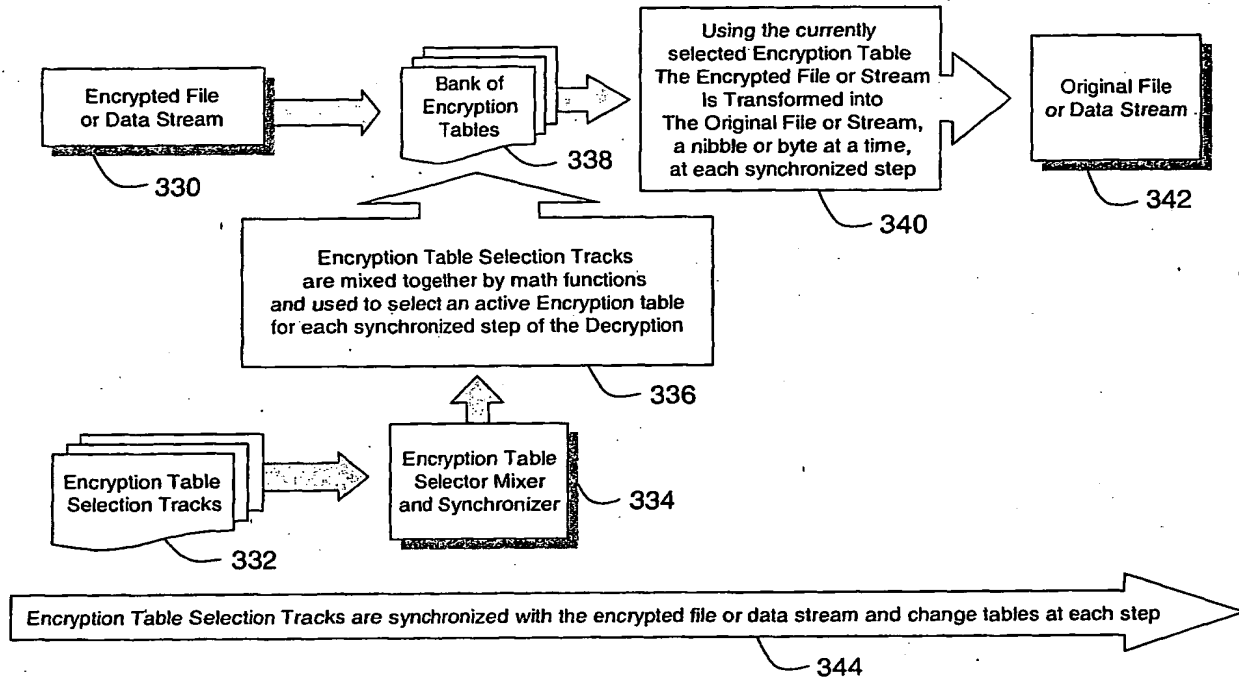 Encrypted File
or Data Stream
330
Bank of
Encryption
Tables
338
Using the currently
selected Encryption Table
The Encrypted File or Stream
Is Transformed into
The Original File or Stream,
a nibble or byte at a time,
at each synchronized step
340
Original File
or Data Stream
342
Encryption Table Selection Tracks
are mixed together by math functions
and used to select an active Encryption table
for each synchronized step of the Decryption
336
Encryption Table
Selection Tracks
332
Encryption Table
Selector Mixer
and Synchronizer
334
Encryption Table Selection Tracks are synchronized with the encrypted file or data stream and change tables at each step
344